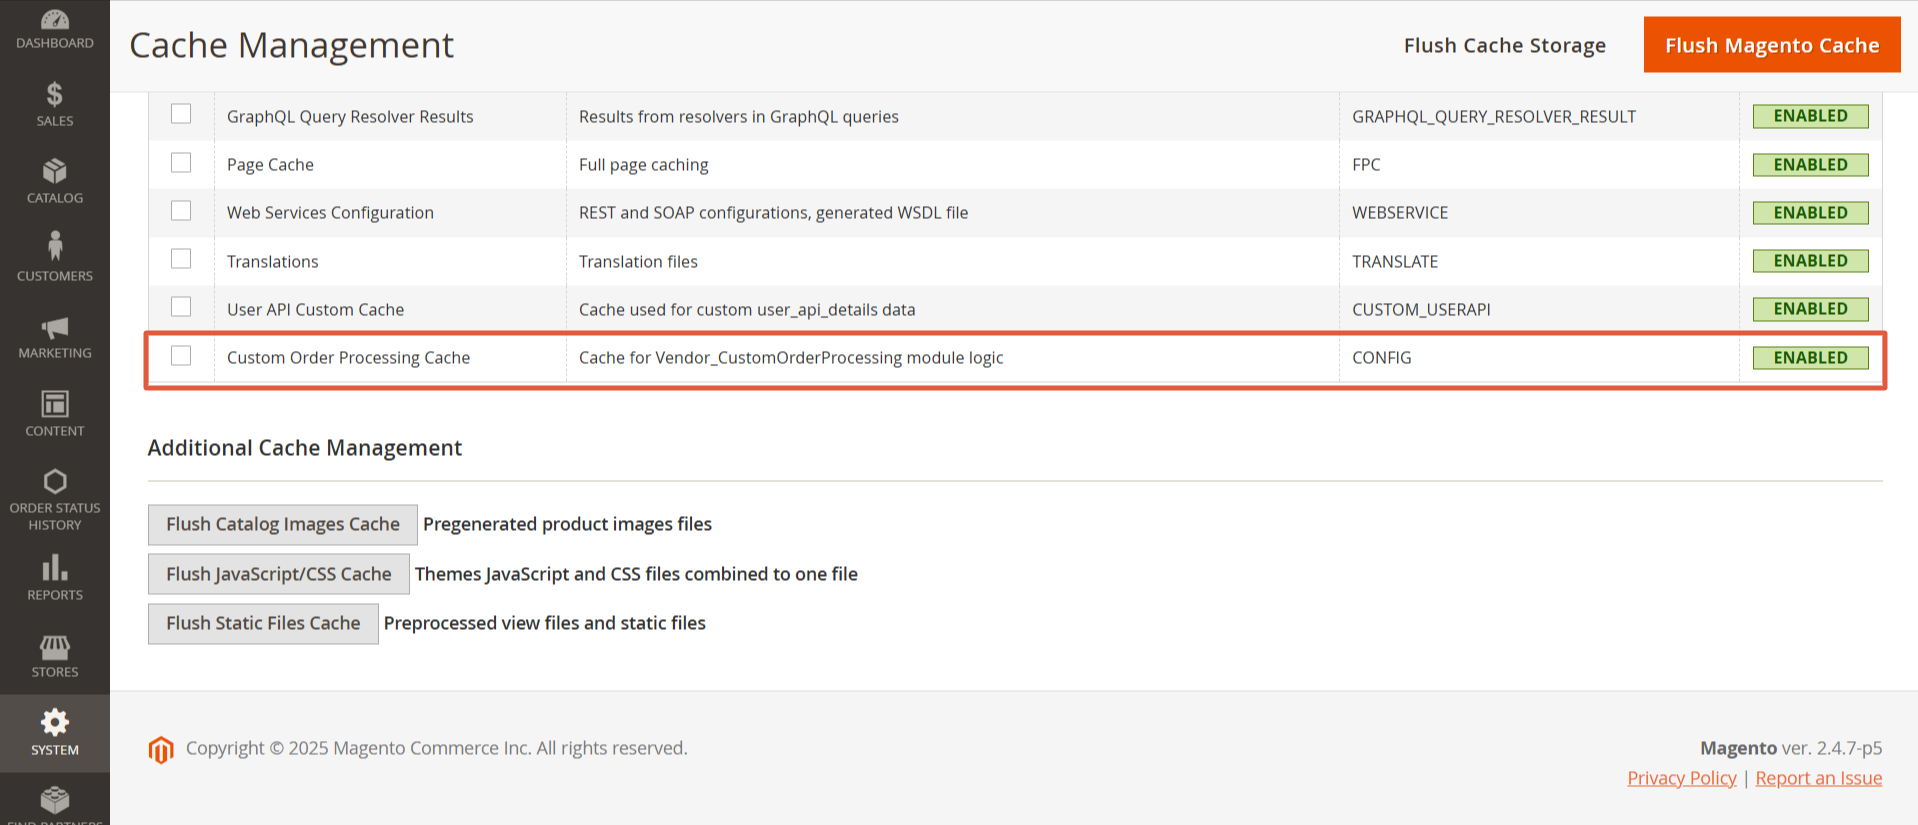 DASHBOARD
SALES
CATALOG
CUSTOMERS
MARKETING
CONTENT
ORDER STATUS
HISTORY
REPORTS
STORES
SYSTEM
FIND PARTNERS
Cache Management
Flush Cache Storage
Flush Magento Cache
GraphQL Query Resolver Results Results from resolvers in GraphQL queries GRAPHQL_QUERY_RESOLVER_RESULT ENABLED
Page Cache Full page caching FPC ENABLED
Web Services Configuration REST and SOAP configurations, generated WSDL file WEBSERVICE ENABLED
Translations Translation files TRANSLATE ENABLED
User API Custom Cache Cache used for custom user_api_details data CUSTOM_USERAPI ENABLED
Custom Order Processing Cache Cache for Vendor_CustomOrderProcessing module logic CONFIG ENABLED
Additional Cache Management
Flush Catalog Images Cache Pregenerated product images files
Flush JavaScript/CSS Cache Themes JavaScript and CSS files combined to one file
Flush Static Files Cache Preprocessed view files and static files
Copyright © 2025 Magento Commerce Inc. All rights reserved.
Magento ver. 2.4.7-p5
Privacy Policy | Report an Issue